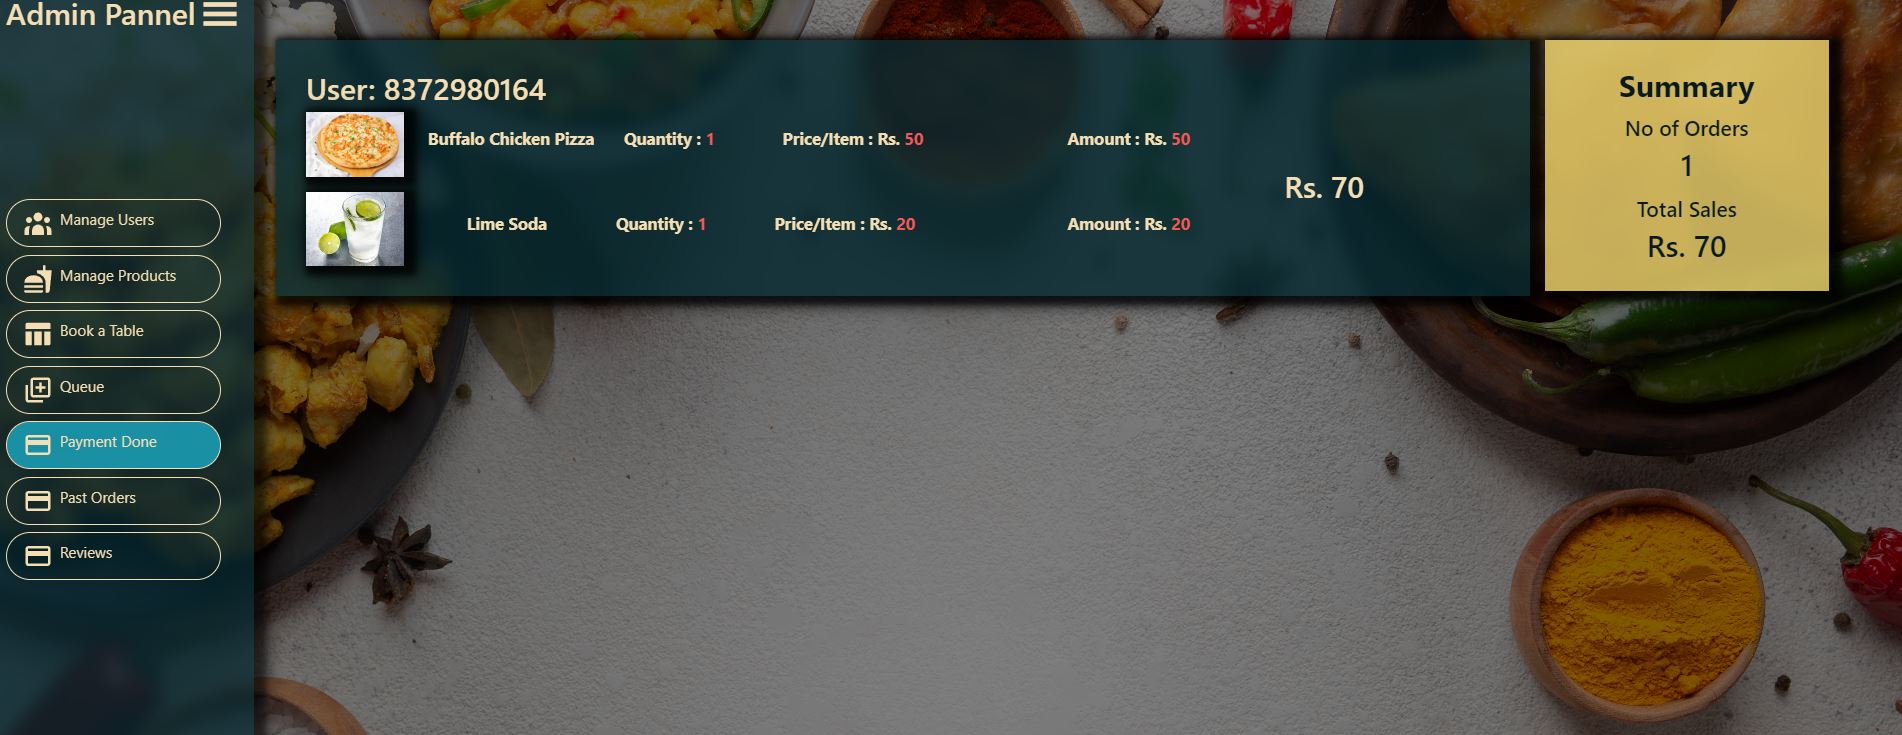 Admin Pannel
Manage Users
Manage Products
Book a Table
Queue
Payment Done
Past Orders
Reviews
User: 8372980164
Buffalo Chicken Pizza Quantity : 1 Price/Item : Rs. 50 Amount : Rs. 50
Lime Soda Quantity : 1 Price/Item : Rs. 20 Amount : Rs. 20
Rs. 70
Summary
No of Orders
1
Total Sales
Rs. 70